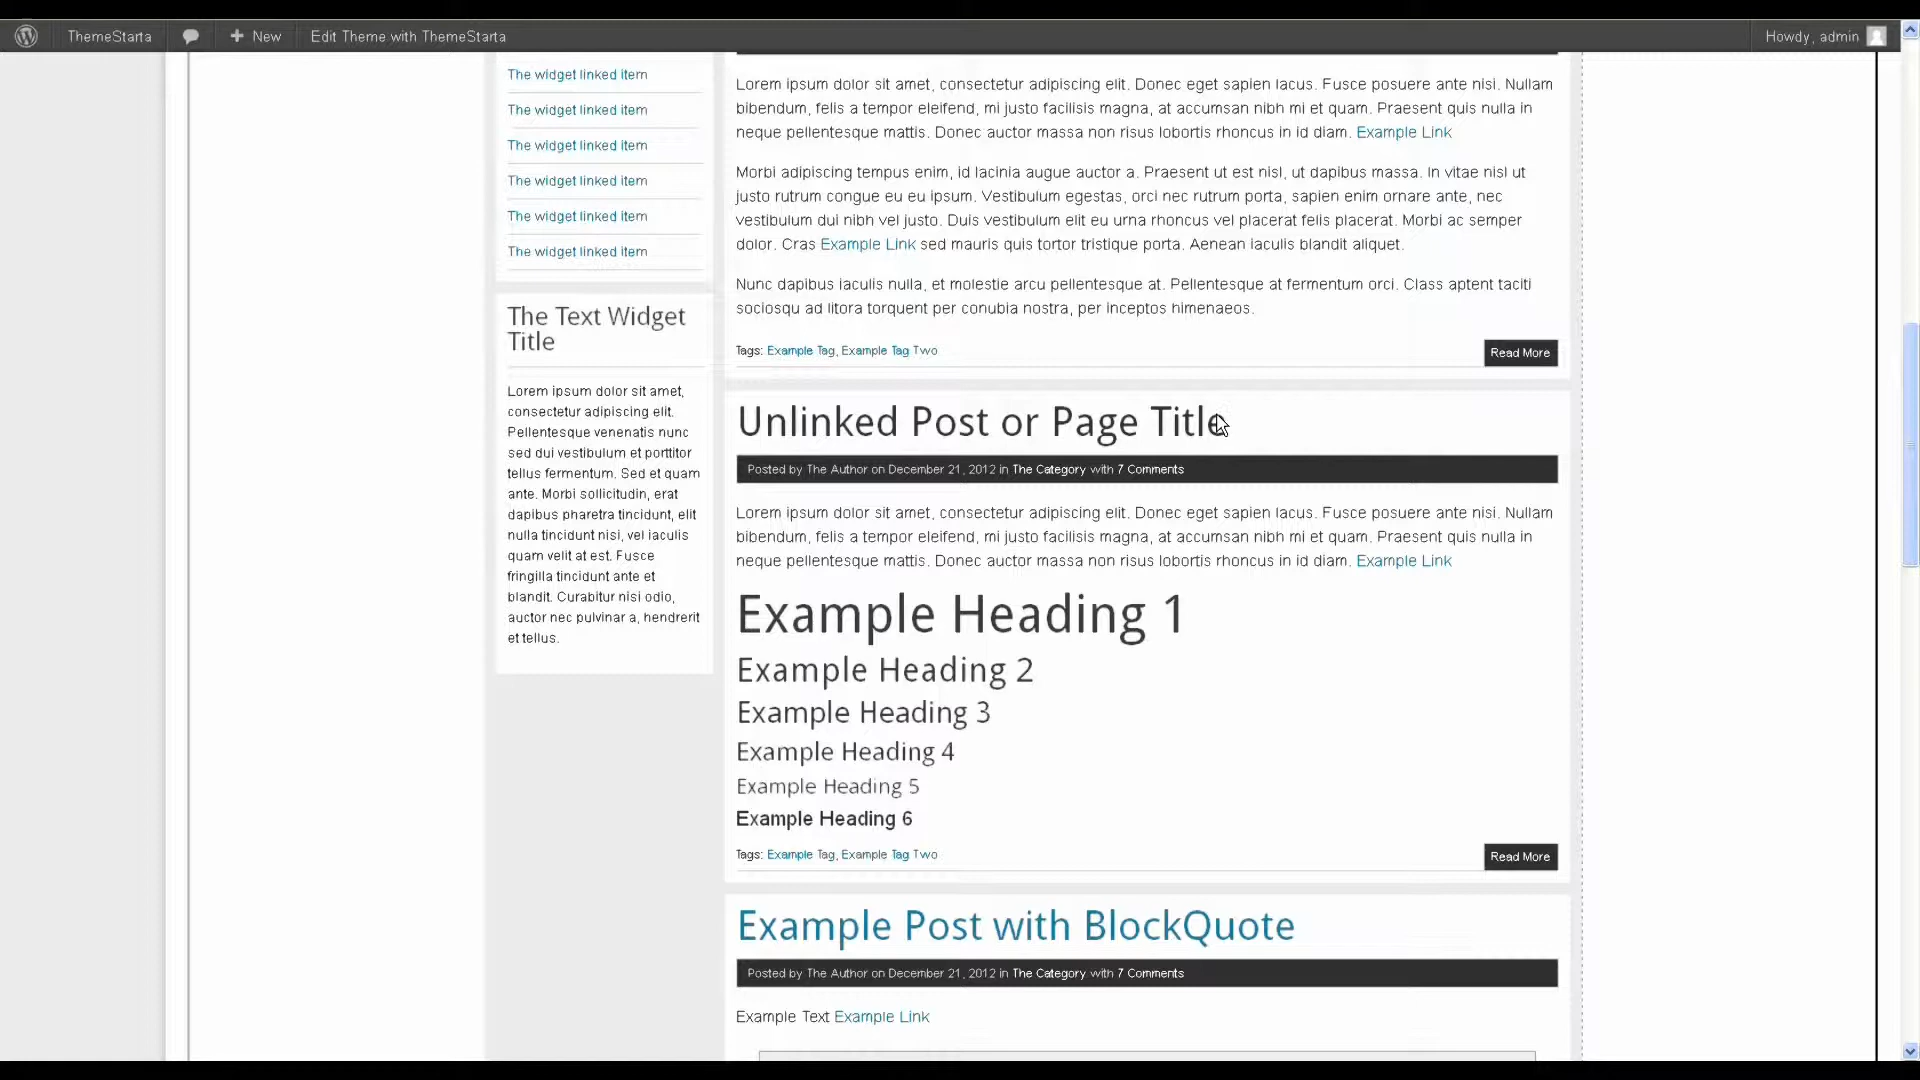 ThemeStarta
New
Edit Theme with ThemeStarta
Howdy, admin
The widget linked item
The widget linked item
The widget linked item
The widget linked item
The widget linked item
The widget linked item
The Text Widget
Title
Lorem ipsum dolor sit amet,
consectetur adipiscing elit.
Pellentesque venenatis nunc
sed dui vestibulum et porttitor
tellus fermentum. Sed et quam
ante. Morbi sollicitudin, erat
dapibus pharetra tincidunt, elit
nulla tincidunt nisi, vel iaculis
quam velit at est. Fusce
fringilla tincidunt ante et
blandit. Curabitur nisi odio,
auctor nec pulvinar a, hendrerit
et tellus.
Lorem ipsum dolor sit amet, consectetur adipiscing elit. Donec eget sapien lacus. Fusce posuere ante nisi. Nullam
bibendum, felis a tempor eleifend, mi justo facilisis magna, at accumsan nibh mi et quam. Praesent quis nulla in
neque pellentesque mattis. Donec auctor massa non risus lobortis rhoncus in id diam. Example Link
Morbi adipiscing tempus enim, id lacinia augue auctor a. Praesent ut est nisl, ut dapibus massa. In vitae nisl ut
justo rutrum congue eu eu ipsum. Vestibulum egestas, orci nec rutrum porta, sapien enim ornare ante, nec
vestibulum dui nibh vel justo. Duis vestibulum elit eu urna rhoncus vel placerat felis placerat. Morbi ac semper
dolor. Cras Example Link sed mauris quis tortor tristique porta. Aenean iaculis blandit aliquet.
Nunc dapibus iaculis nulla, et molestie arcu pellentesque at. Pellentesque at fermentum orci. Class aptent taciti
sociosqu ad litora torquent per conubia nostra, per inceptos himenaeos.
Tags: Example Tag, Example Tag Two
Read More
Unlinked Post or Page Title
Posted by The Author on December 21, 2012 in The Category with 7 Comments
Lorem ipsum dolor sit amet, consectetur adipiscing elit. Donec eget sapien lacus. Fusce posuere ante nisi. Nullam
bibendum, felis a tempor eleifend, mi justo facilisis magna, at accumsan nibh mi et quam. Praesent quis nulla in
neque pellentesque mattis. Donec auctor massa non risus lobortis rhoncus in id diam. Example Link
Example Heading 1
Example Heading 2
Example Heading 3
Example Heading 4
Example Heading 5
Example Heading 6
Tags: Example Tag, Example Tag Two
Read More
Example Post with BlockQuote
Posted by The Author on December 21, 2012 in The Category with 7 Comments
Example Text Example Link